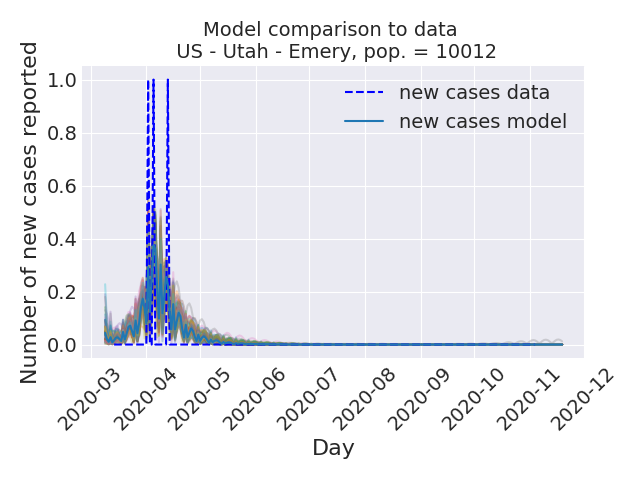 Model comparison to data
US - Utah - Emery, pop. = 10012
Number of new cases reported
1.0
0.8
0.6
0.4
0.2
0.0
new cases data
new cases model
2020-03
2020-04
2020-05
2020-06
2020-07
2020-08
2020-09
2020-10
2020-11
2020-12
Day